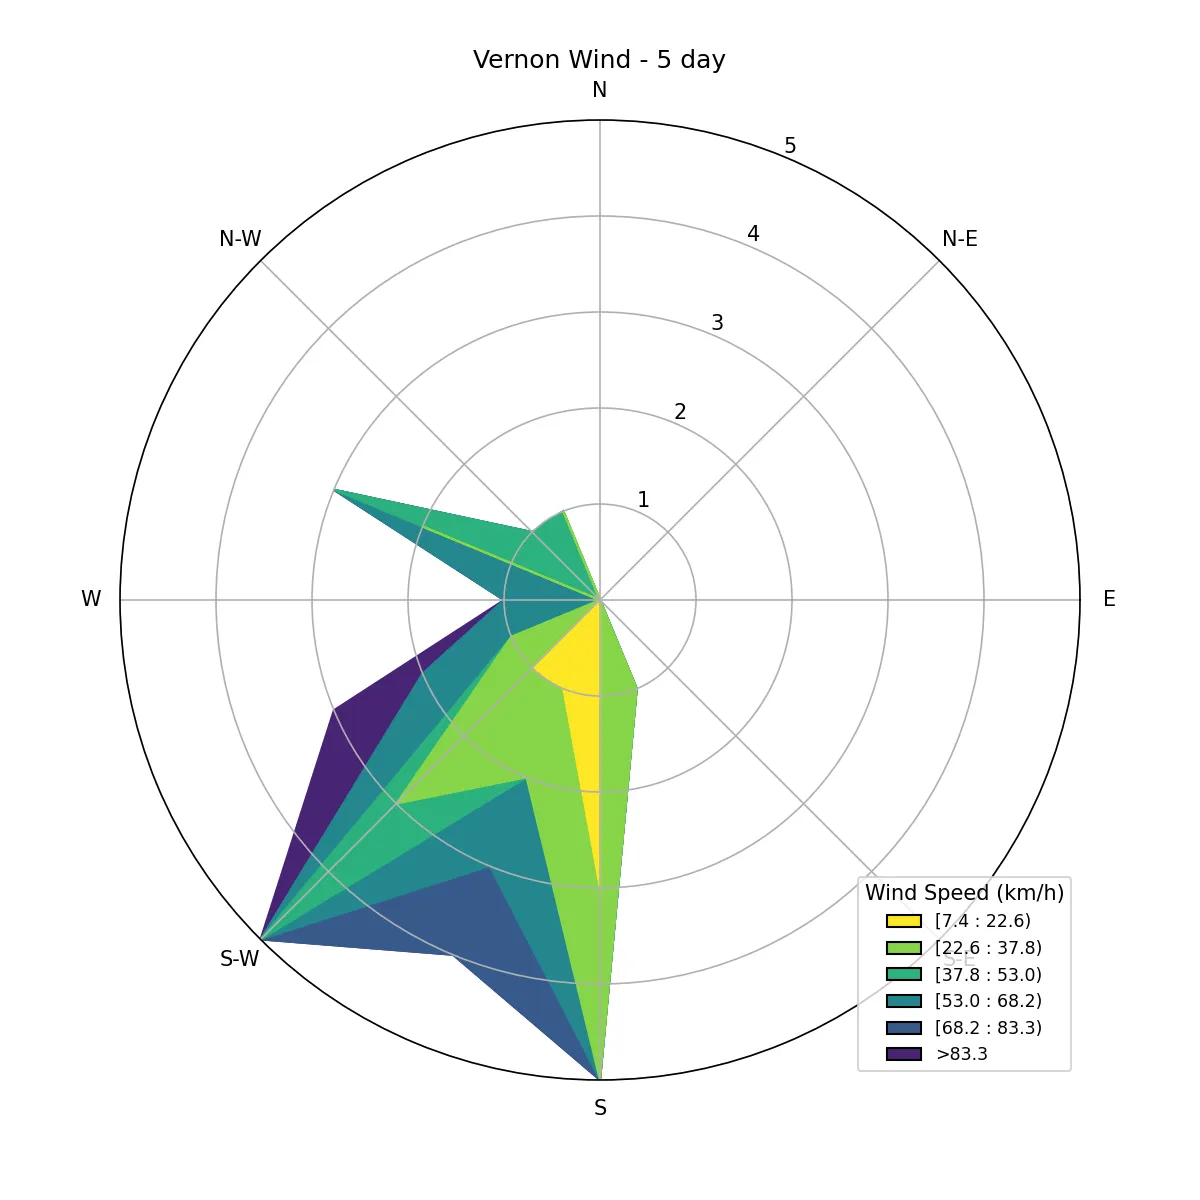 Vernon Wind - 5 day
N
5
N-W
N-E
4
3
2
1
W
E
Wind Speed (km/h)
[7.4 : 22.6)
[22.6 : 37.8)
S-W
S-E
[37.8 : 53.0)
[53.0 : 68.2)
[68.2 : 83.3)
>83.3
S